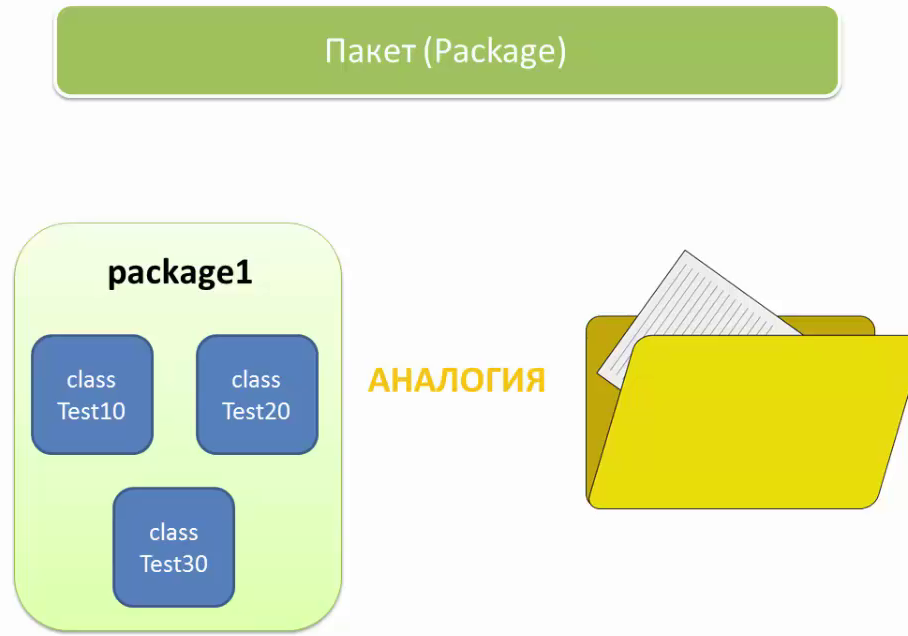 Пакет (Package)
package1
class
Test10
class
Test20
АНАЛОГИЯ
class
Test30